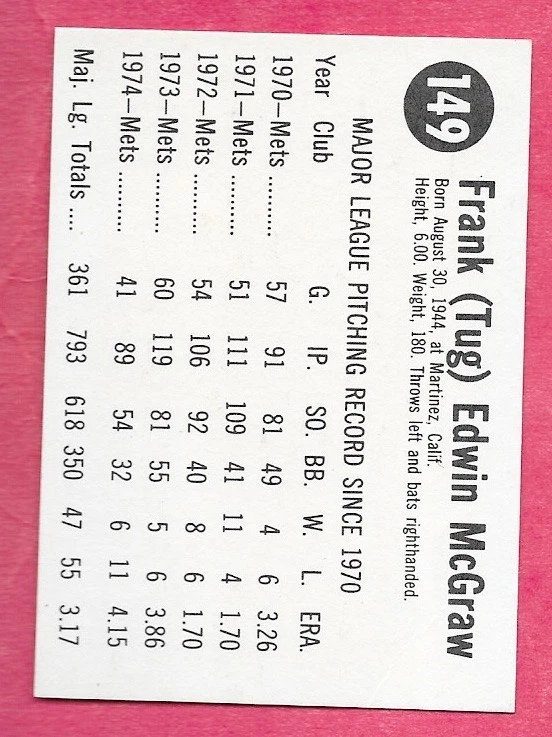 149
Frank (Tug) Edwin McGraw
Born August 30, 1944, at Martinez, Calif.
Height, 6.00. Weight, 180. Throws left and bats righthanded.
MAJOR LEAGUE PITCHING RECORD SINCE 1970
Year Club G. IP. SO. BB. W. L. ERA.
1970—Mets .......... 57 91 81 49 4 6 3.26
1971—Mets .......... 51 111 109 41 11 4 1.70
1972—Mets .......... 54 106 92 40 8 6 1.70
1973—Mets .......... 60 119 81 55 5 6 3.86
1974—Mets .......... 41 89 54 32 6 11 4.15
Maj. Lg. Totals .... 361 793 618 350 47 55 3.17